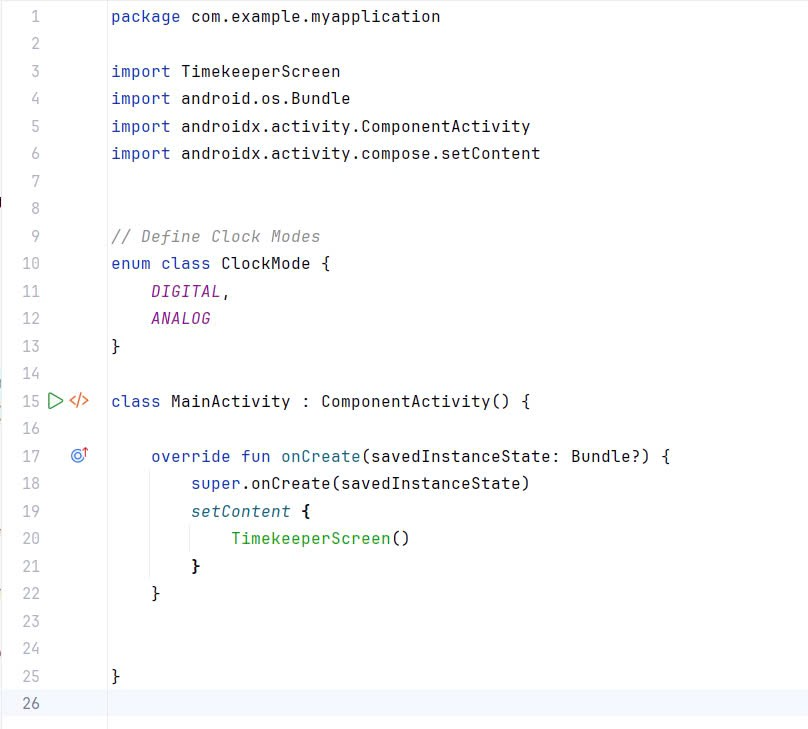 1 package com.example.myapplication
2
3 import TimekeeperScreen
4 import android.os.Bundle
5 import androidx.activity.ComponentActivity
6 import androidx.activity.compose.setContent
7
8
9 // Define Clock Modes
10 enum class ClockMode {
11     DIGITAL,
12     ANALOG
13 }
14
15 </> class MainActivity : ComponentActivity() {
16
17     override fun onCreate(savedInstanceState: Bundle?) {
18         super.onCreate(savedInstanceState)
19         setContent {
20             TimekeeperScreen()
21         }
22     }
23
24
25 }
26